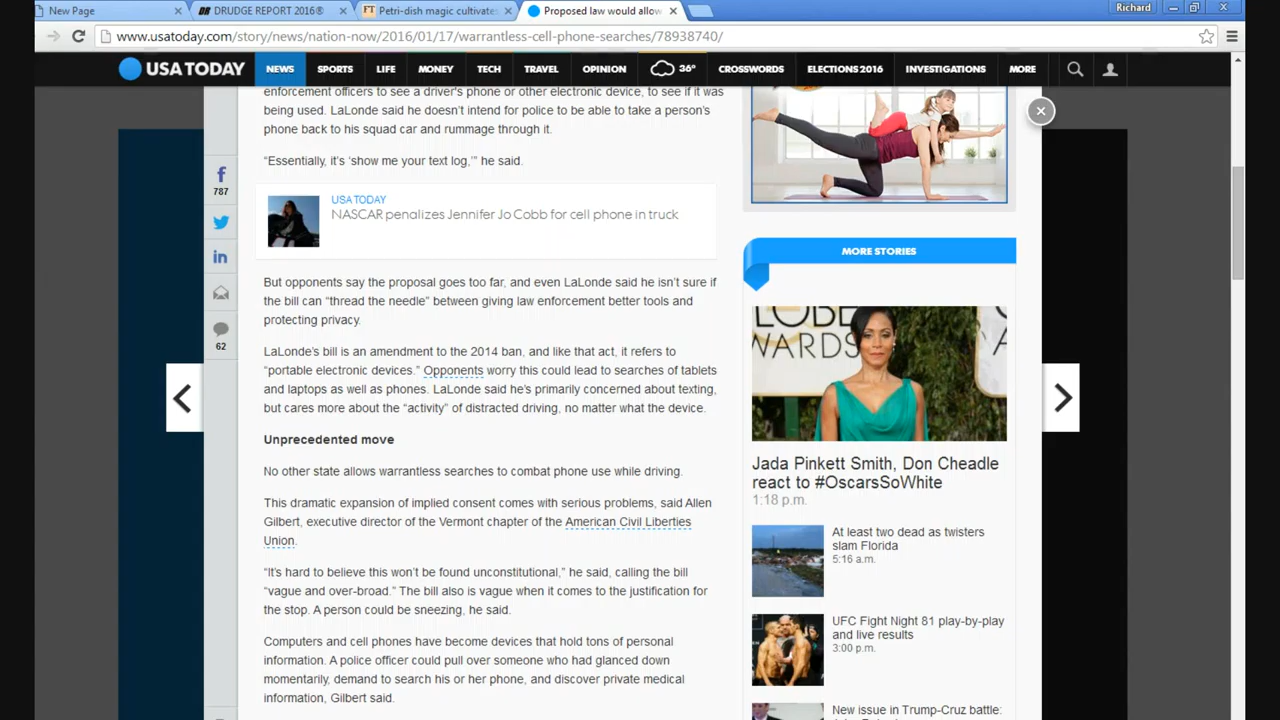 New Page
DRUDGE REPORT 2016®
Petri-dish magic cultivate
Proposed law would allow
Richard
www.usatoday.com/story/news/nation-now/2016/01/17/warrantless-cell-phone-searches/78938740/
USA TODAY
NEWS
SPORTS
LIFE
MONEY
TECH
TRAVEL
OPINION
36°
CROSSWORDS
ELECTIONS 2016
INVESTIGATIONS
MORE
enforcement officers to see a driver's phone or other electronic device, to see if it was
being used. LaLonde said he doesn't intend for police to be able to take a person's
phone back to his squad car and rummage through it.
“Essentially, it's ‘show me your text log,’” he said.
787
62
USA TODAY
NASCAR penalizes Jennifer Jo Cobb for cell phone in truck
But opponents say the proposal goes too far, and even LaLonde said he isn't sure if
the bill can “thread the needle” between giving law enforcement better tools and
protecting privacy.
LaLonde's bill is an amendment to the 2014 ban, and like that act, it refers to
“portable electronic devices.” Opponents worry this could lead to searches of tablets
and laptops as well as phones. LaLonde said he's primarily concerned about texting,
but cares more about the “activity” of distracted driving, no matter what the device.
Unprecedented move
No other state allows warrantless searches to combat phone use while driving.
This dramatic expansion of implied consent comes with serious problems, said Allen
Gilbert, executive director of the Vermont chapter of the American Civil Liberties
Union.
“It's hard to believe this won't be found unconstitutional,” he said, calling the bill
“vague and over-broad.” The bill also is vague when it comes to the justification for
the stop. A person could be sneezing, he said.
Computers and cell phones have become devices that hold tons of personal
information. A police officer could pull over someone who had glanced down
momentarily, demand to search his or her phone, and discover private medical
information, Gilbert said.
MORE STORIES
LOBE
AWARDS
Jada Pinkett Smith, Don Cheadle
react to #OscarsSoWhite
1:18 p.m.
At least two dead as twisters
slam Florida
5:16 a.m.
UFC Fight Night 81 play-by-play
and live results
3:00 p.m.
New issue in Trump-Cruz battle: